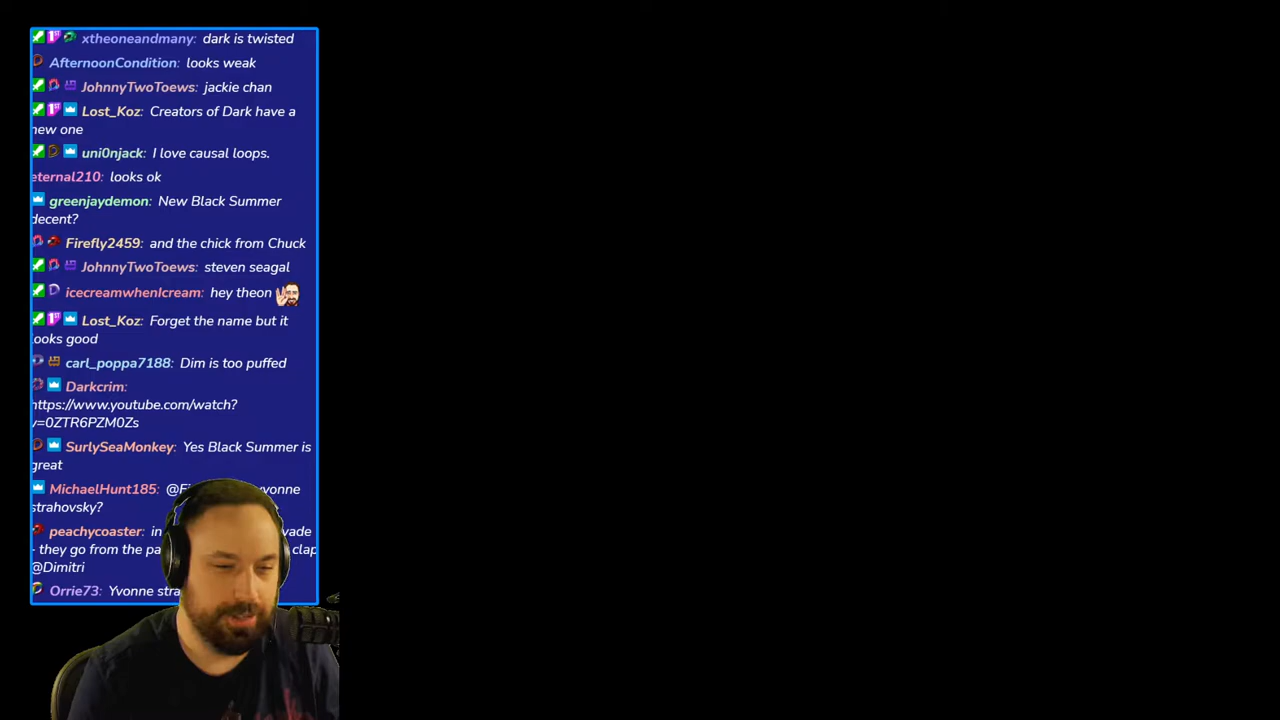 xtheoneandmany: dark is twisted
AfternoonCondition: looks weak
JohnnyTwoToews: jackie chan
Lost_Koz: Creators of Dark have a
new one
uni0njack: I love causal loops.
eternal210: looks ok
greenjaydemon: New Black Summer
decent?
Firefly2459: and the chick from Chuck
JohnnyTwoToews: steven seagal
icecreamwhenIcream: hey theon
Lost_Koz: Forget the name but it
looks good
carl_poppa7188: Dim is too puffed
Darkcrim:
https://www.youtube.com/watch?
v=0ZTR6PZM0Zs
SurlySeaMonkey: Yes Black Summer is
great
MichaelHunt185: yvonne
strahovsky?
peachycoaster:
- they go from the clap
@Dimitri
Orrie73: Yvonne